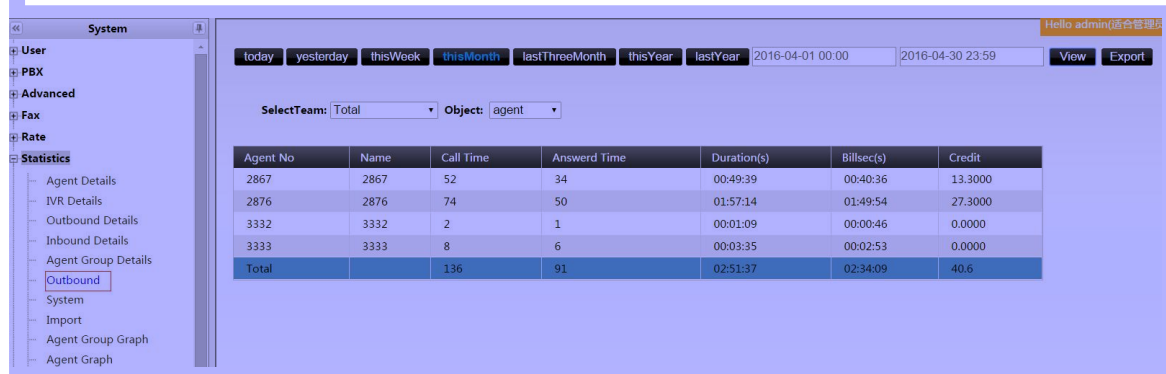 Hello admin(适合管理员
System
User
PBX
Advanced
Fax
Rate
Statistics
Agent Details
IVR Details
Outbound Details
Inbound Details
Agent Group Details
Outbound
System
Import
Agent Group Graph
Agent Graph
today yesterday thisWeek thisMonth lastThreeMonth thisYear lastYear 2016-04-01 00:00 2016-04-30 23:59 View Export
SelectTeam: Total Object: agent
Agent No Name Call Time Answerd Time Duration(s) Billsec(s) Credit
2867 2867 52 34 00:49:39 00:40:36 13.3000
2876 2876 74 50 01:57:14 01:49:54 27.3000
3332 3332 2 1 00:01:09 00:00:46 0.0000
3333 3333 8 6 00:03:35 00:02:53 0.0000
Total 136 91 02:51:37 02:34:09 40.6